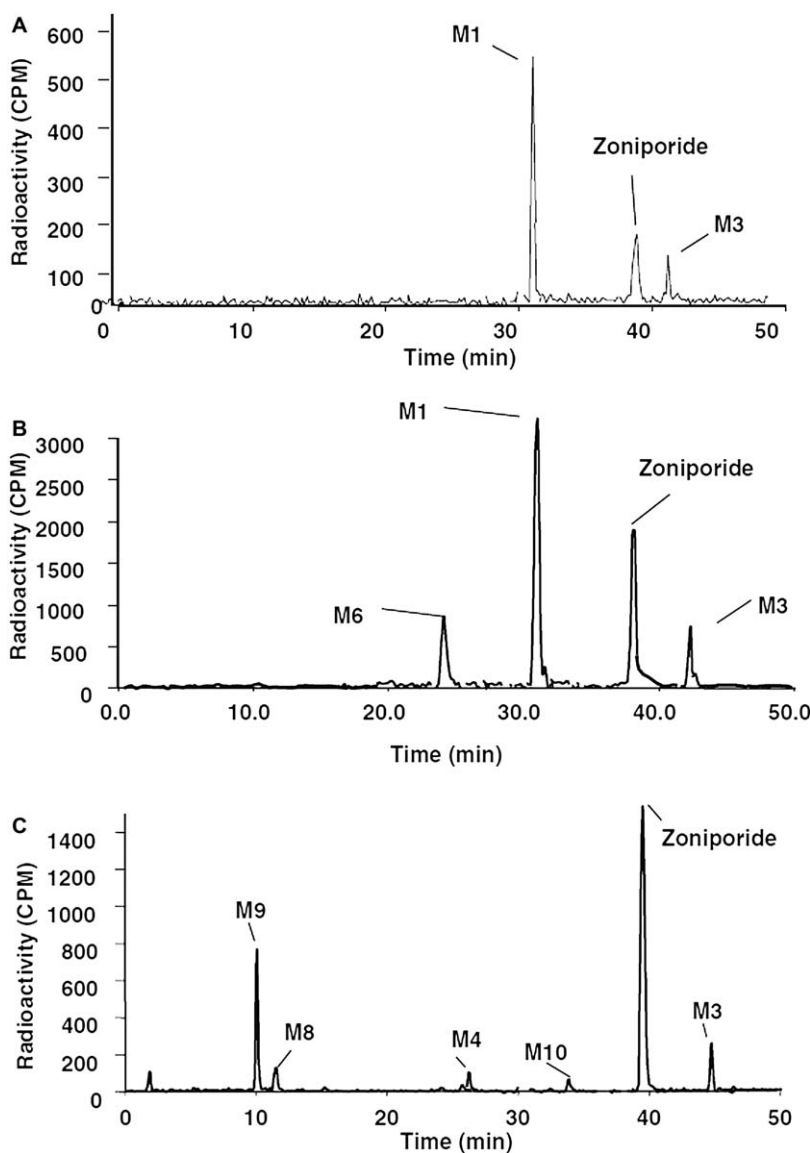 A
Radioactivity (CPM)
600
500
400
300
200
100
0
M1
Zoniporide
M3
0 10 20 30 40 50
Time (min)
B
Radioactivity (CPM)
3000
2500
2000
1500
1000
500
0
M1
Zoniporide
M6
M3
0.0 10.0 20.0 30.0 40.0 50.0
Time (min)
C
Radioactivity (CPM)
1400
1200
1000
800
600
400
200
0
Zoniporide
M9
M8
M4
M10
M3
0 10 20 30 40 50
Time (min)